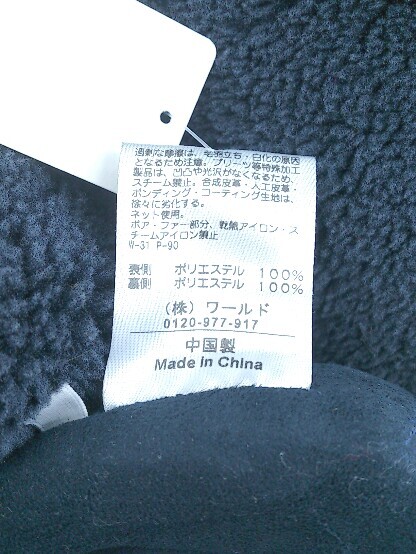 過剰な摩擦は、毛羽立ち・白化の原因
となるため注意。プリーツ等特殊加工
製品は、凹凸や光沢がなくなるため、
スチーム禁止。合成皮革・人工皮革・
ボンディング・コーティング生地は、
徐々に劣化する。
ネット使用。
ボア・ファー部分、乾燥アイロン・ス
チームアイロン禁止
W-31 P-90
表側 ポリエステル 100%
裏側 ポリエステル 100%
(株) ワールド
0120-977-917
中国製
Made in China